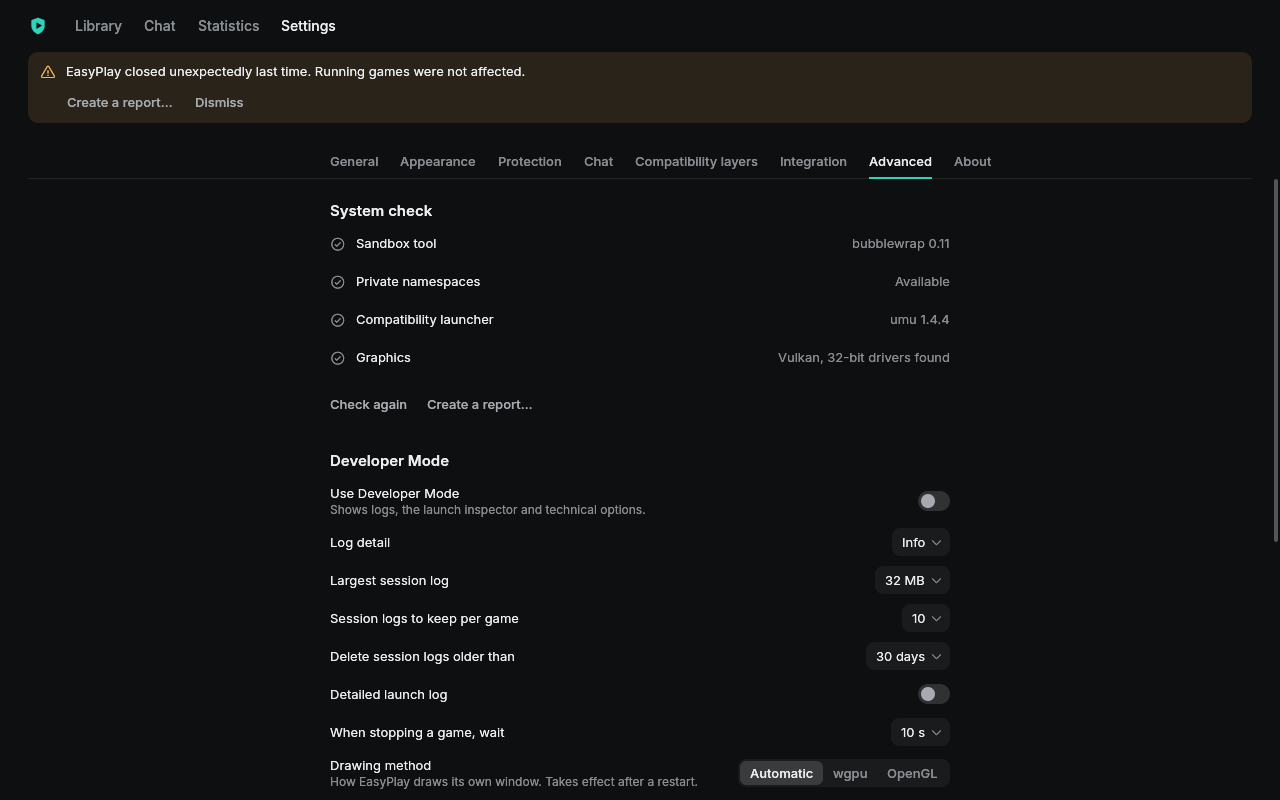 Library Chat Statistics Settings
EasyPlay closed unexpectedly last time. Running games were not affected.
Create a report... Dismiss
General Appearance Protection Chat Compatibility layers Integration Advanced About
System check
Sandbox tool bubblewrap 0.11
Private namespaces Available
Compatibility launcher umu 1.4.4
Graphics Vulkan, 32-bit drivers found
Check again Create a report...
Developer Mode
Use Developer Mode
Shows logs, the launch inspector and technical options.
Log detail Info
Largest session log 32 MB
Session logs to keep per game 10
Delete session logs older than 30 days
Detailed launch log
When stopping a game, wait 10 s
Drawing method Automatic wgpu OpenGL
How EasyPlay draws its own window. Takes effect after a restart.